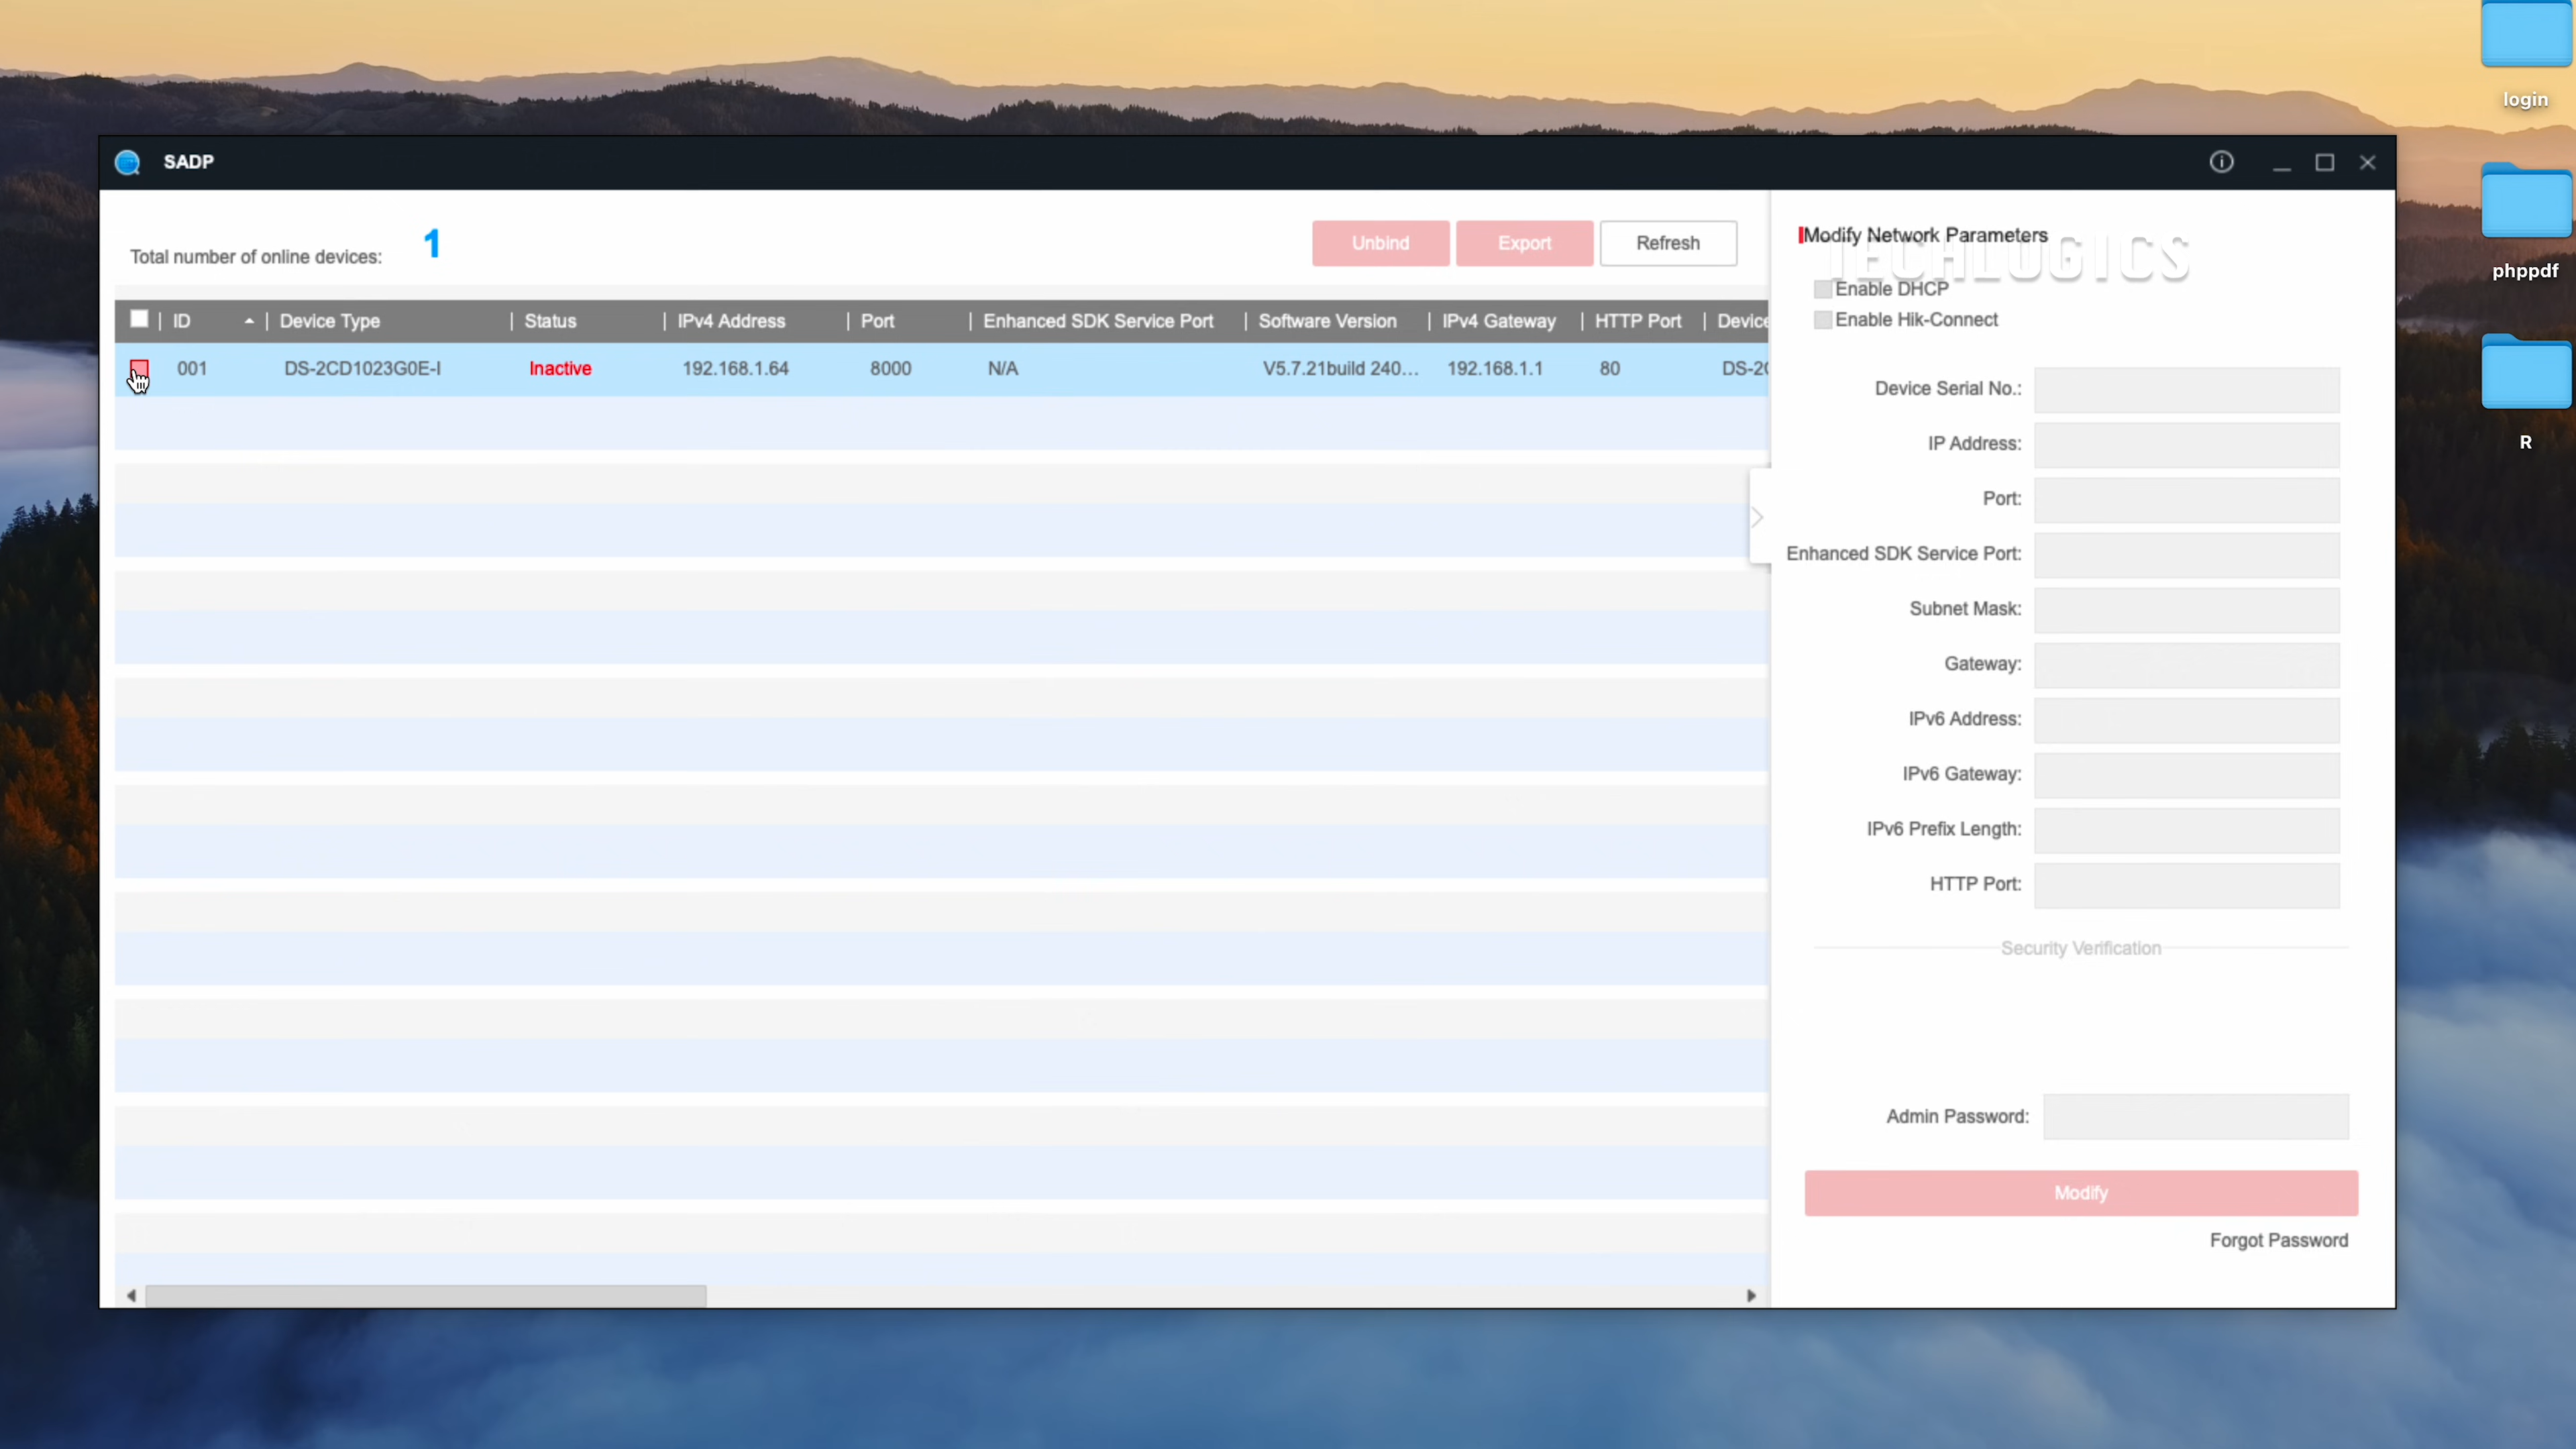 login
SADP
phppdf
R
Total number of online devices: 1
Unbind Export Refresh
ID Device Type Status IPv4 Address Port Enhanced SDK Service Port Software Version IPv4 Gateway HTTP Port Device
001 DS-2CD1023G0E-I Inactive 192.168.1.64 8000 N/A V5.7.21build 240... 192.168.1.1 80 DS-2C
Modify Network Parameters
TECHLOGICS
Enable DHCP
Enable Hik-Connect
Device Serial No.:
IP Address:
Port:
Enhanced SDK Service Port:
Subnet Mask:
Gateway:
IPv6 Address:
IPv6 Gateway:
IPv6 Prefix Length:
HTTP Port:
Security Verification
Admin Password:
Modify
Forgot Password